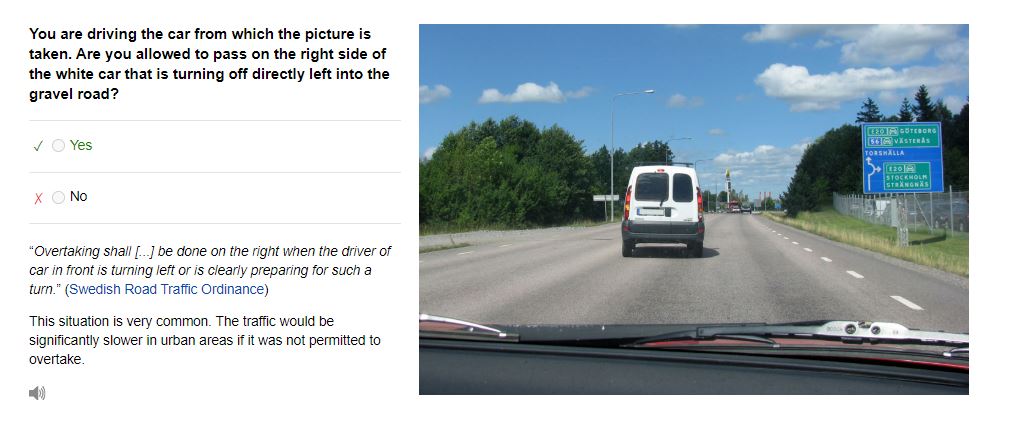 You are driving the car from which the picture is
taken. Are you allowed to pass on the right side of
the white car that is turning off directly left into the
gravel road?
✓ Yes
✗ No
“Overtaking shall [...] be done on the right when the driver of
car in front is turning left or is clearly preparing for such a
turn.” (Swedish Road Traffic Ordinance)
This situation is very common. The traffic would be
significantly slower in urban areas if it was not permitted to
overtake.
E20 GÖTEBORG
56 VÄSTERÅS
TORSHÄLLA
E20
STOCKHOLM
STRÄNGNÄS